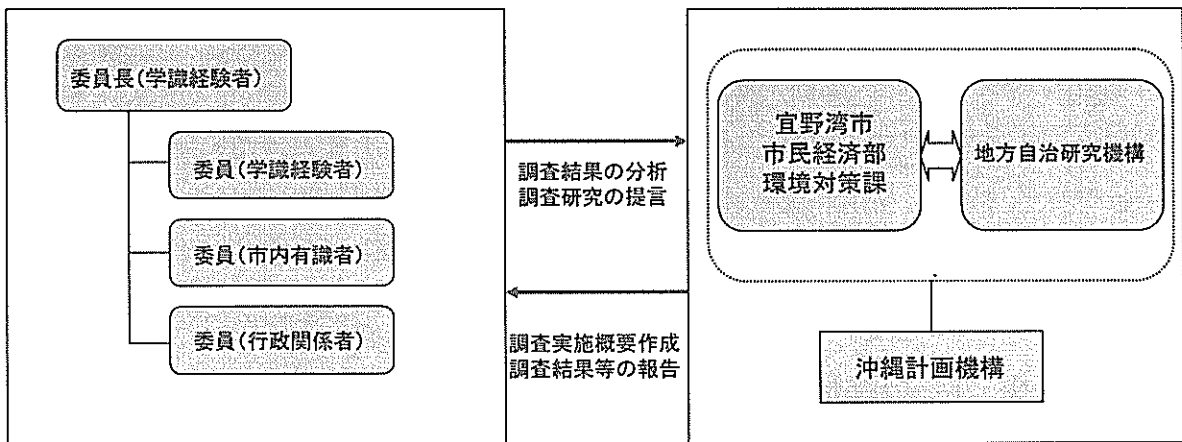 委員長(学識経験者)
委員(学識経験者)
委員(市内有識者)
委員(行政関係者)
調査結果の分析
調査研究の提言
調査実施概要作成
調査結果等の報告
宜野湾市
市民経済部
環境対策課
地方自治研究機構
沖縄計画機構